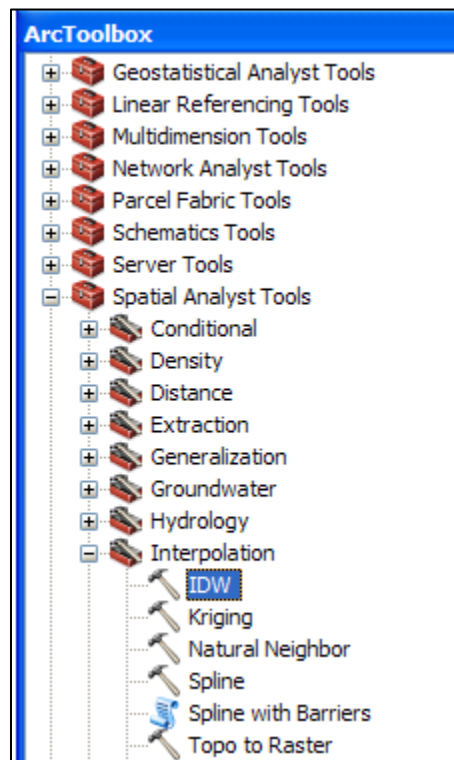 ArcToolbox
Geostatistical Analyst Tools
Linear Referencing Tools
Multidimension Tools
Network Analyst Tools
Parcel Fabric Tools
Schematics Tools
Server Tools
Spatial Analyst Tools
Conditional
Density
Distance
Extraction
Generalization
Groundwater
Hydrology
Interpolation
IDW
Kriging
Natural Neighbor
Spline
Spline with Barriers
Topo to Raster